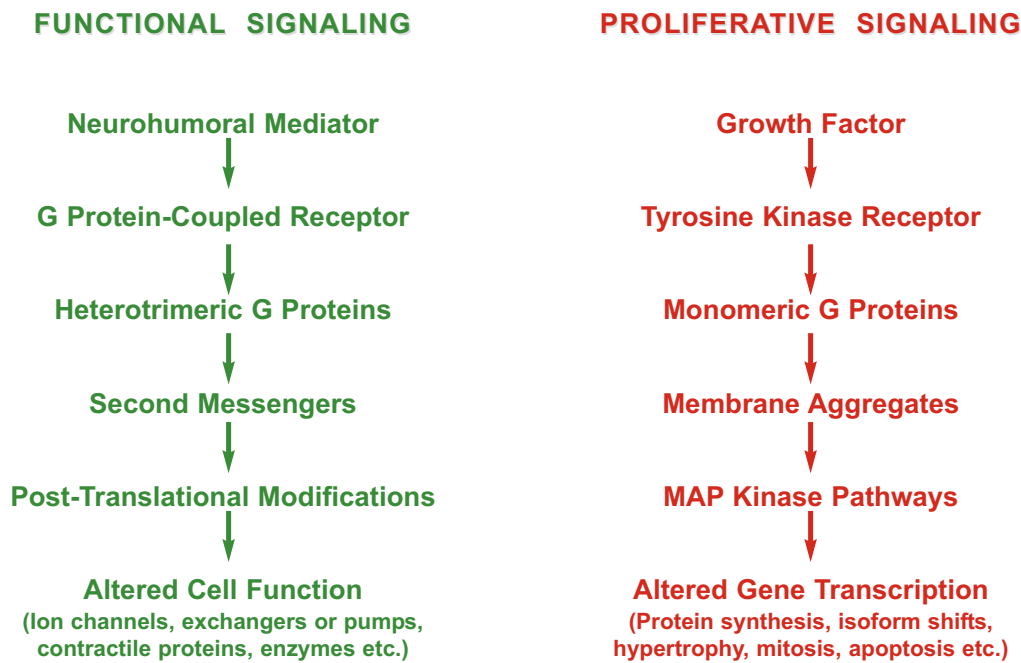 FUNCTIONAL SIGNALING
Neurohumoral Mediator
G Protein-Coupled Receptor
Heterotrimeric G Proteins
Second Messengers
Post-Translational Modifications
Altered Cell Function
(Ion channels, exchangers or pumps,
contractile proteins, enzymes etc.)
PROLIFERATIVE SIGNALING
Growth Factor
Tyrosine Kinase Receptor
Monomeric G Proteins
Membrane Aggregates
MAP Kinase Pathways
Altered Gene Transcription
(Protein synthesis, isoform shifts,
hypertrophy, mitosis, apoptosis etc.)